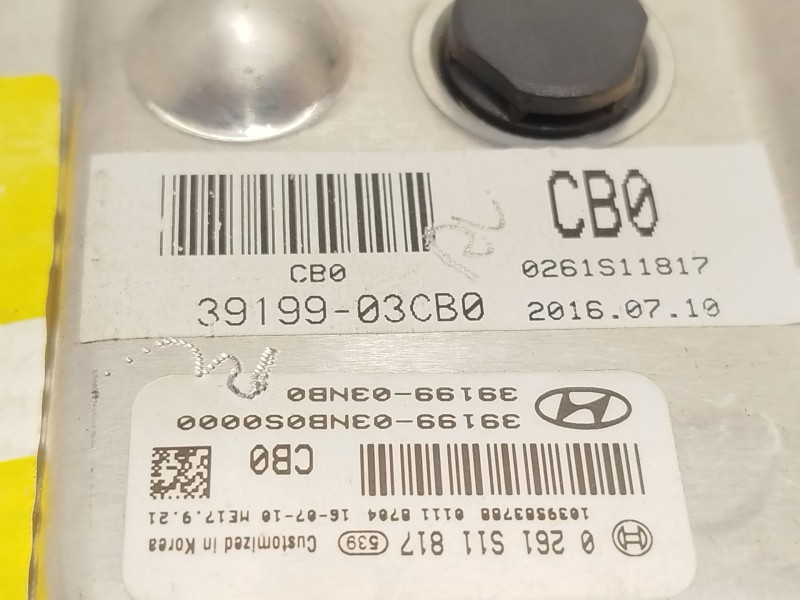 CB0
CB0
0261S11817
39199-03CB0
2016.07.10
0 261 S11 817 539 Customized in Korea
1039S83788 0111 8704 16-07-10 ME17.9.21
CB0
39199-03NB0S0000
39199-03NB0